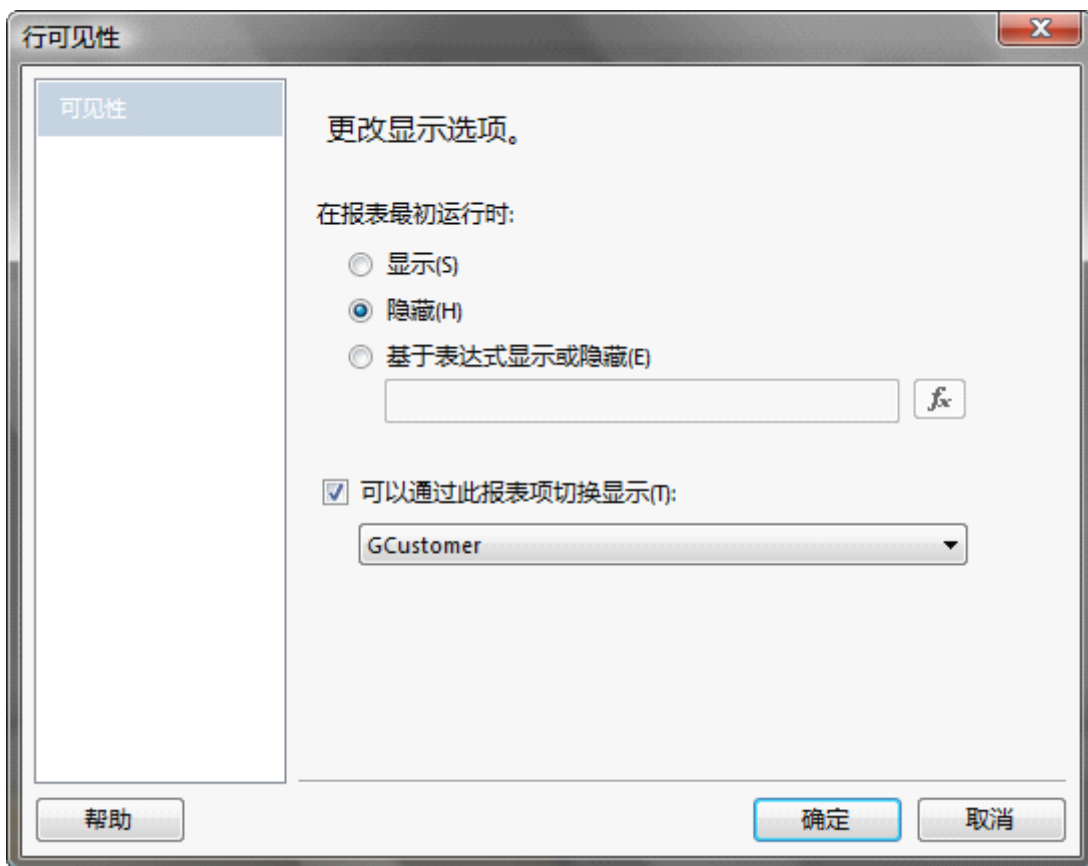 行可见性
可见性
更改显示选项。
在报表最初运行时:
显示(S)
隐藏(H)
基于表达式显示或隐藏(E)
fx
可以通过此报表项切换显示(T):
GCustomer
帮助
确定
取消